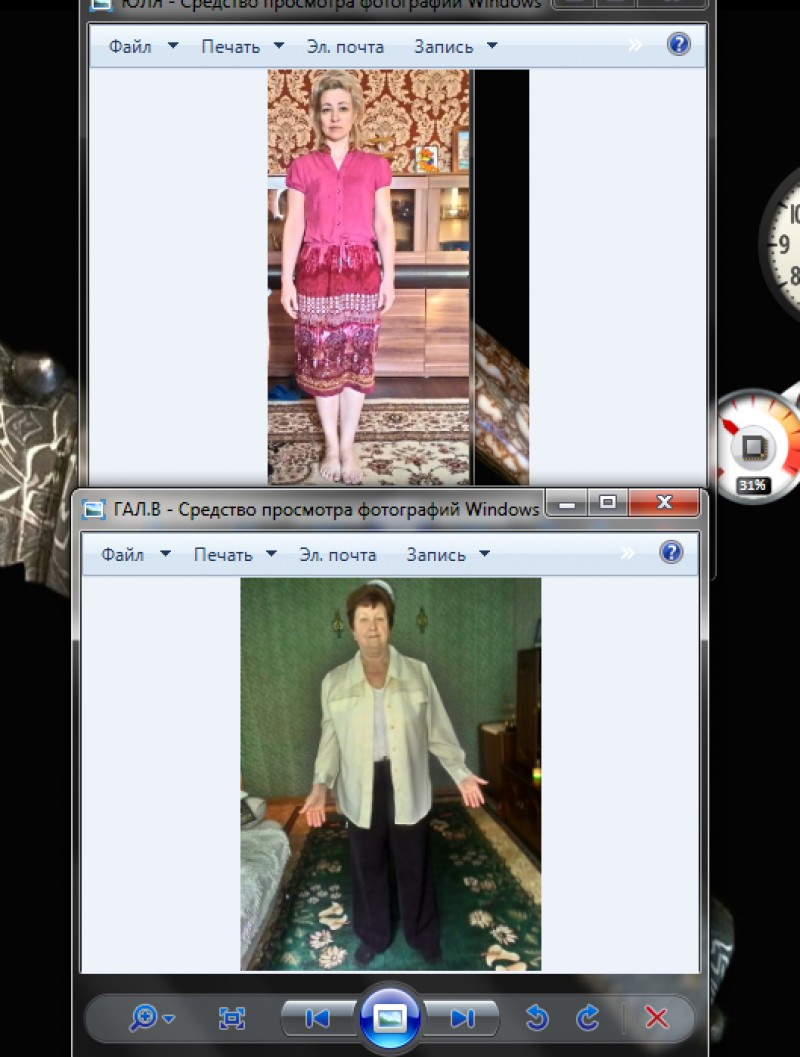 ЮЛЯ - Средство просмотра фотографий Windows
Файл Печать Эл. почта Запись »
10
9
8
31%
ГАЛ.В - Средство просмотра фотографий Windows
Файл Печать Эл. почта Запись »